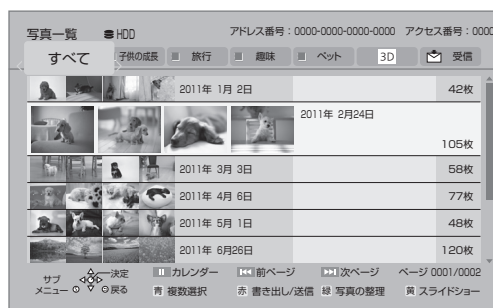 写真一覧 HDD アドレス番号：0000-0000-0000-0000 アクセス番号：0000
すべて 子供の成長 旅行 趣味 ペット 3D 受信
2011年 1月 2日 42枚
2011年 2月24日
105枚
2011年 3月 3日 58枚
2011年 4月 6日 77枚
2011年 5月 1日 48枚
2011年 6月26日 120枚
サブメニュー 決定 戻る カレンダー 前ページ 次ページ ページ 0001/0002
青 複数選択 赤 書き出し/送信 緑 写真の整理 黄 スライドショー